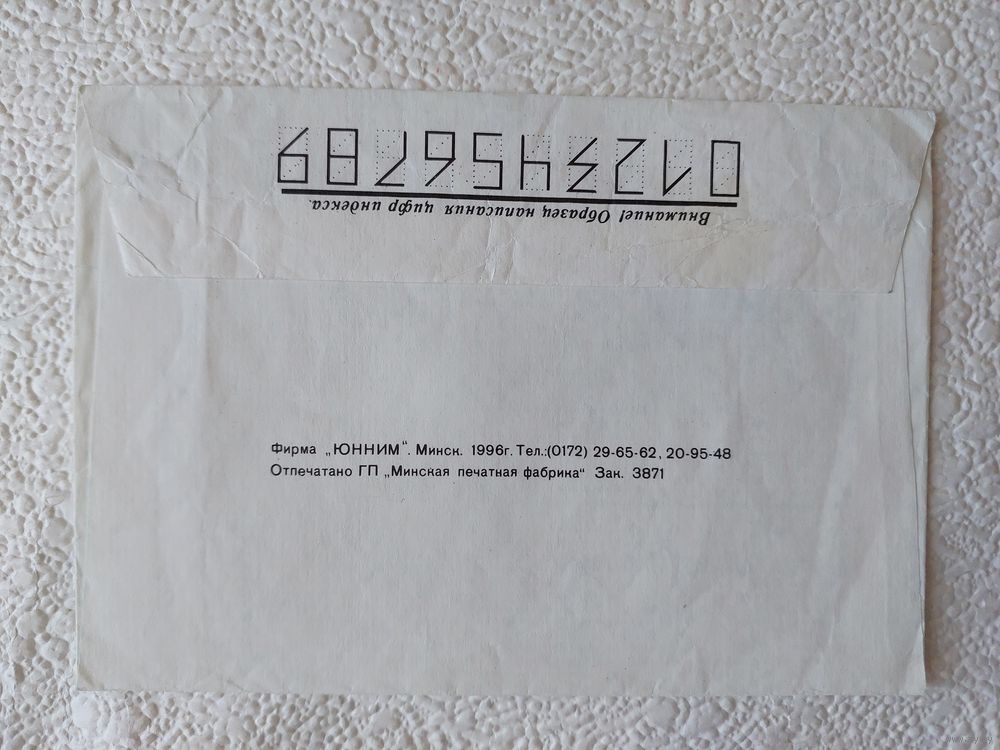 0123456789
Внимание! Образец написания цифр индекса.
Фирма „ЮННИМ“. Минск. 1996г. Тел.:(0172) 29-65-62, 20-95-48
Отпечатано ГП „Минская печатная фабрика“ Зак. 3871